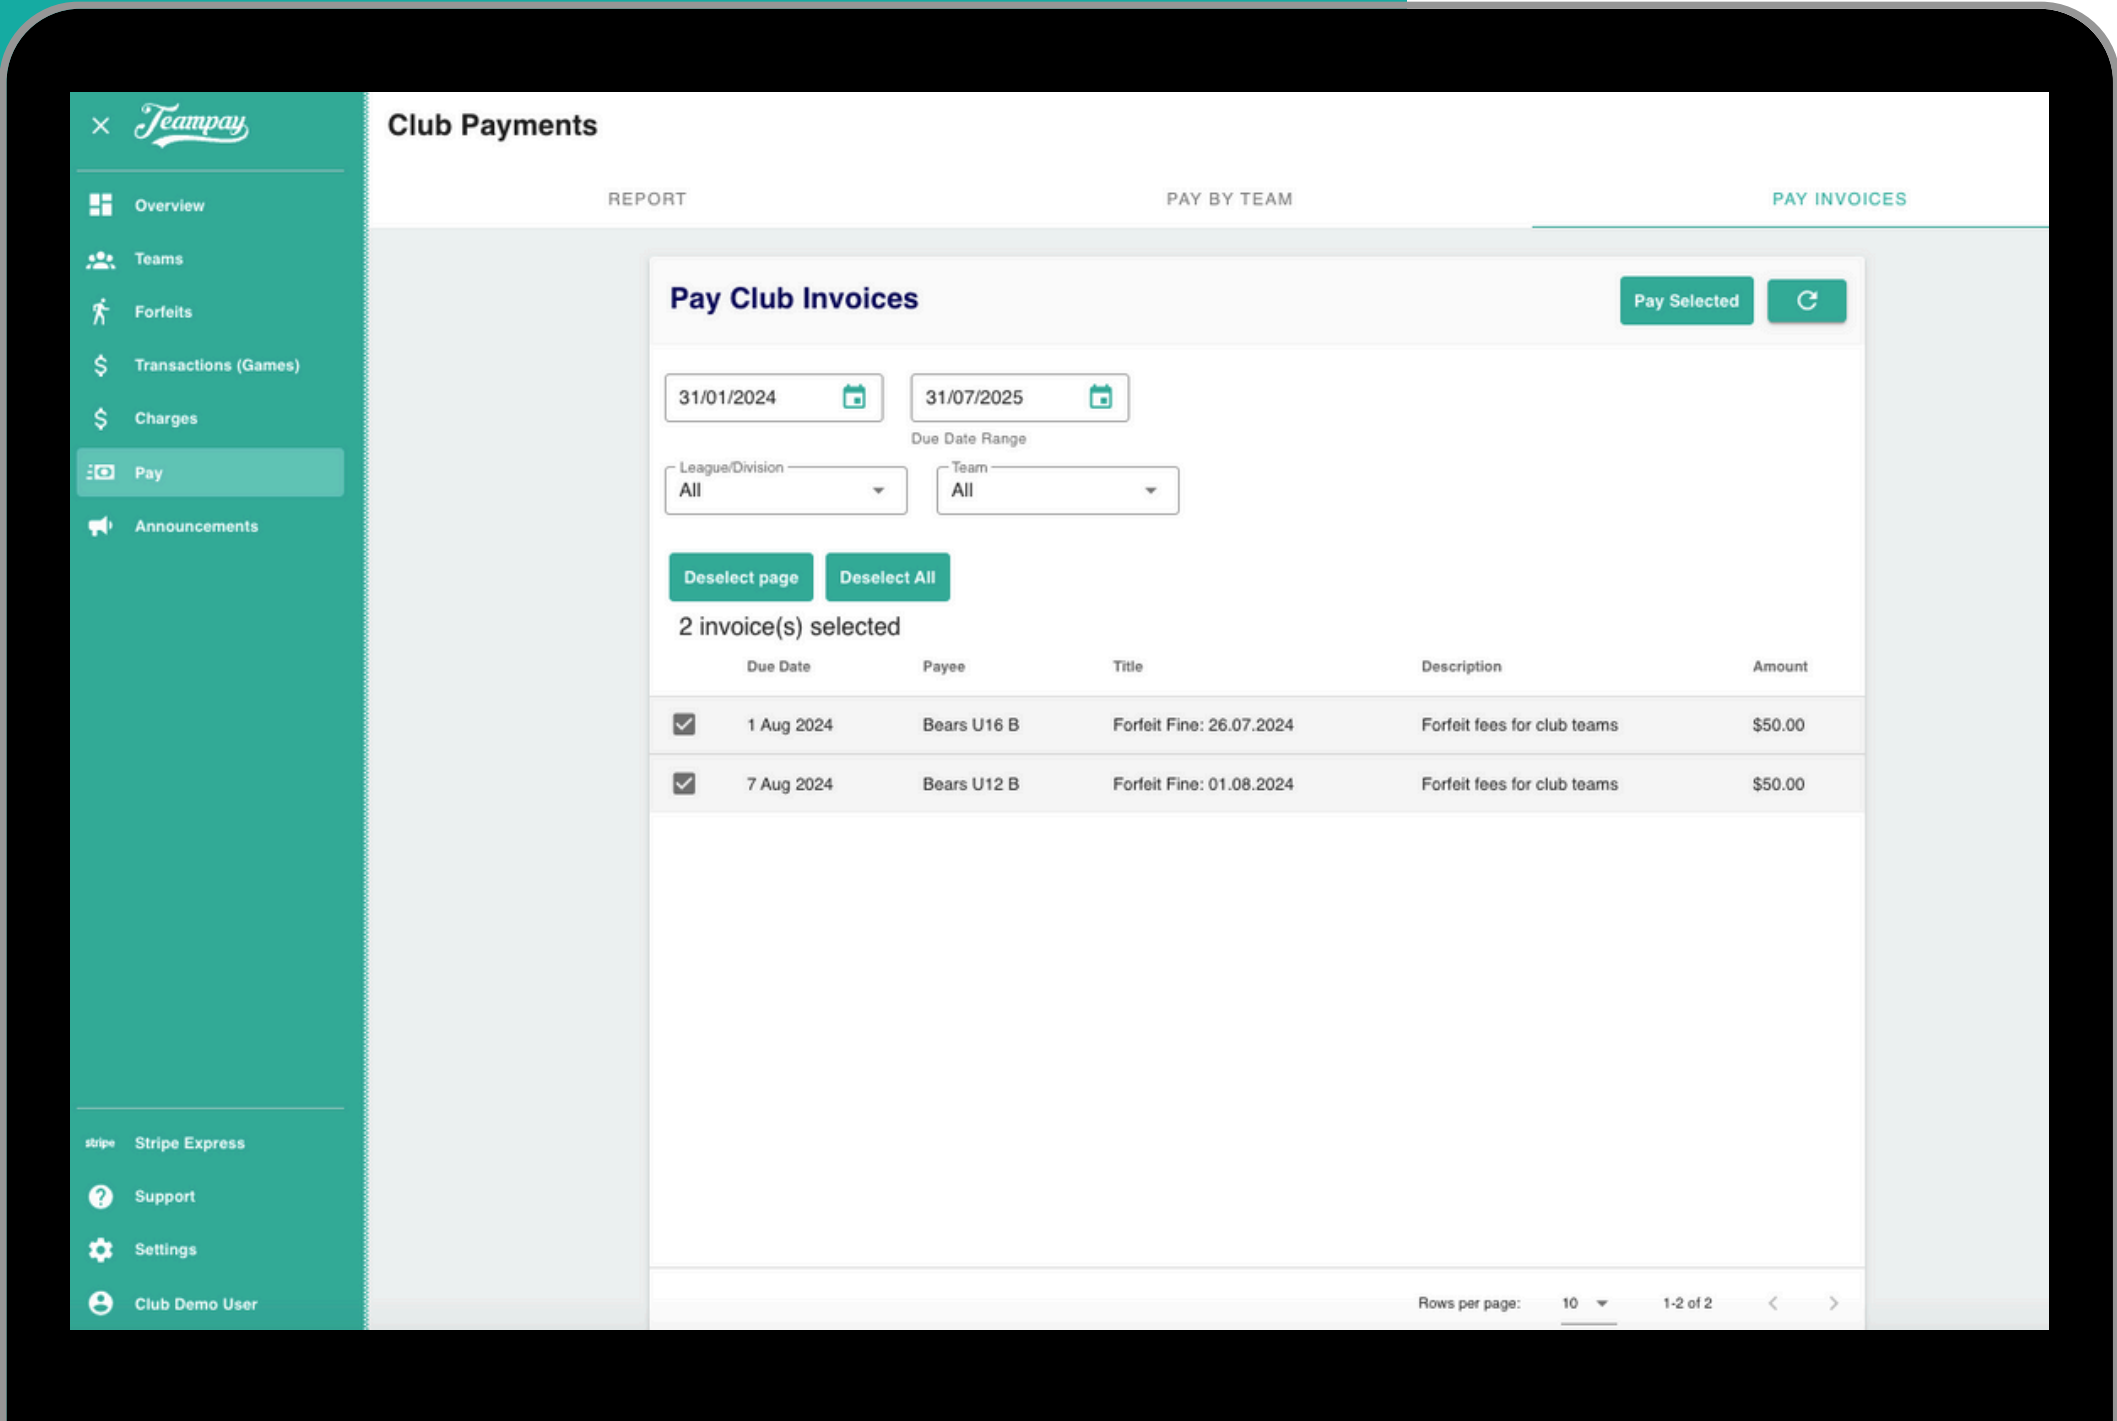 Teampay
Club Payments
Overview
Teams
Forfeits
Transactions (Games)
Charges
Pay
Announcements
stripe Stripe Express
Support
Settings
Club Demo User
REPORT PAY BY TEAM PAY INVOICES
Pay Club Invoices Pay Selected
31/01/2024 31/07/2025
Due Date Range
League/Division Team
All All
Deselect page Deselect All
2 invoice(s) selected
Due Date Payee Title Description Amount
1 Aug 2024 Bears U16 B Forfeit Fine: 26.07.2024 Forfeit fees for club teams $50.00
7 Aug 2024 Bears U12 B Forfeit Fine: 01.08.2024 Forfeit fees for club teams $50.00
Rows per page: 10 1-2 of 2